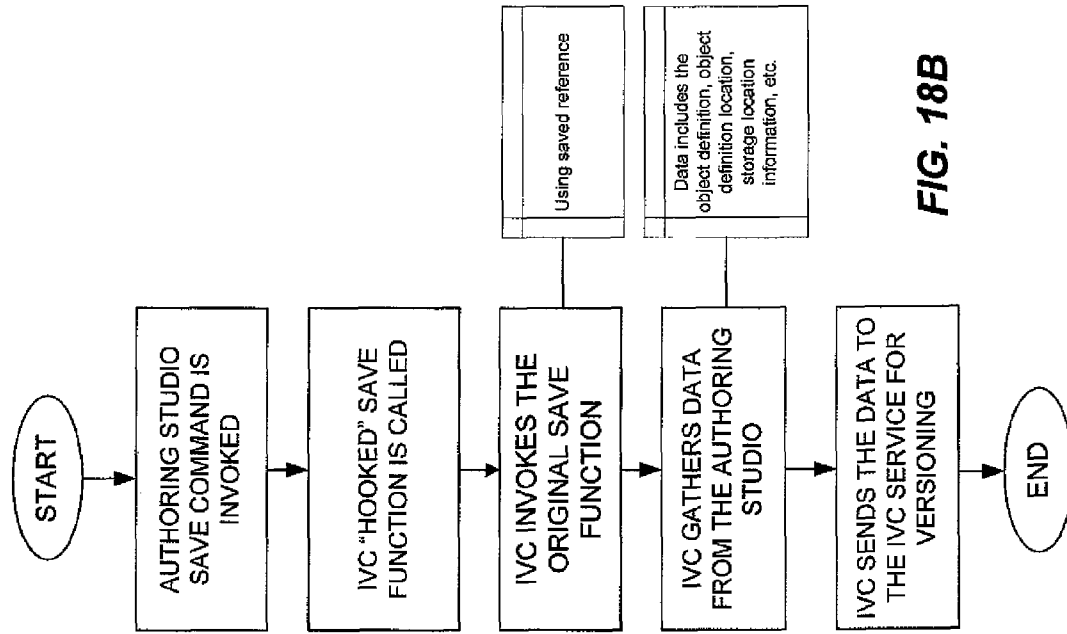 START
AUTHORING STUDIO
SAVE COMMAND IS
INVOKED
IVC "HOOKED" SAVE
FUNCTION IS CALLED
IVC INVOKES THE
ORIGINAL SAVE
FUNCTION
Using saved reference
IVC GATHERS DATA
FROM THE AUTHORING
STUDIO
Data includes the
object definition, object
definition location,
storage location
information, etc.
IVC SENDS THE DATA TO
THE IVC SERVICE FOR
VERSIONING
END
FIG. 18B